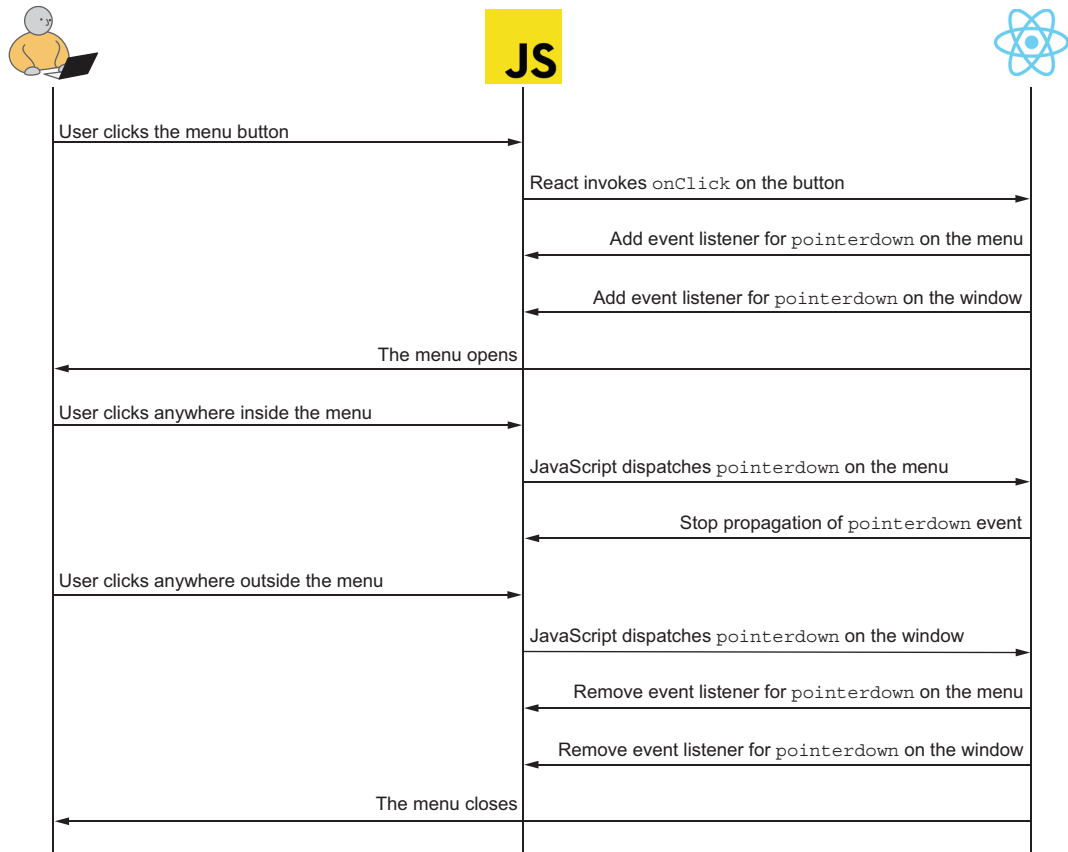 JS
User clicks the menu button
React invokes onClick on the button
Add event listener for pointerdown on the menu
Add event listener for pointerdown on the window
The menu opens
User clicks anywhere inside the menu
JavaScript dispatches pointerdown on the menu
Stop propagation of pointerdown event
User clicks anywhere outside the menu
JavaScript dispatches pointerdown on the window
Remove event listener for pointerdown on the menu
Remove event listener for pointerdown on the window
The menu closes